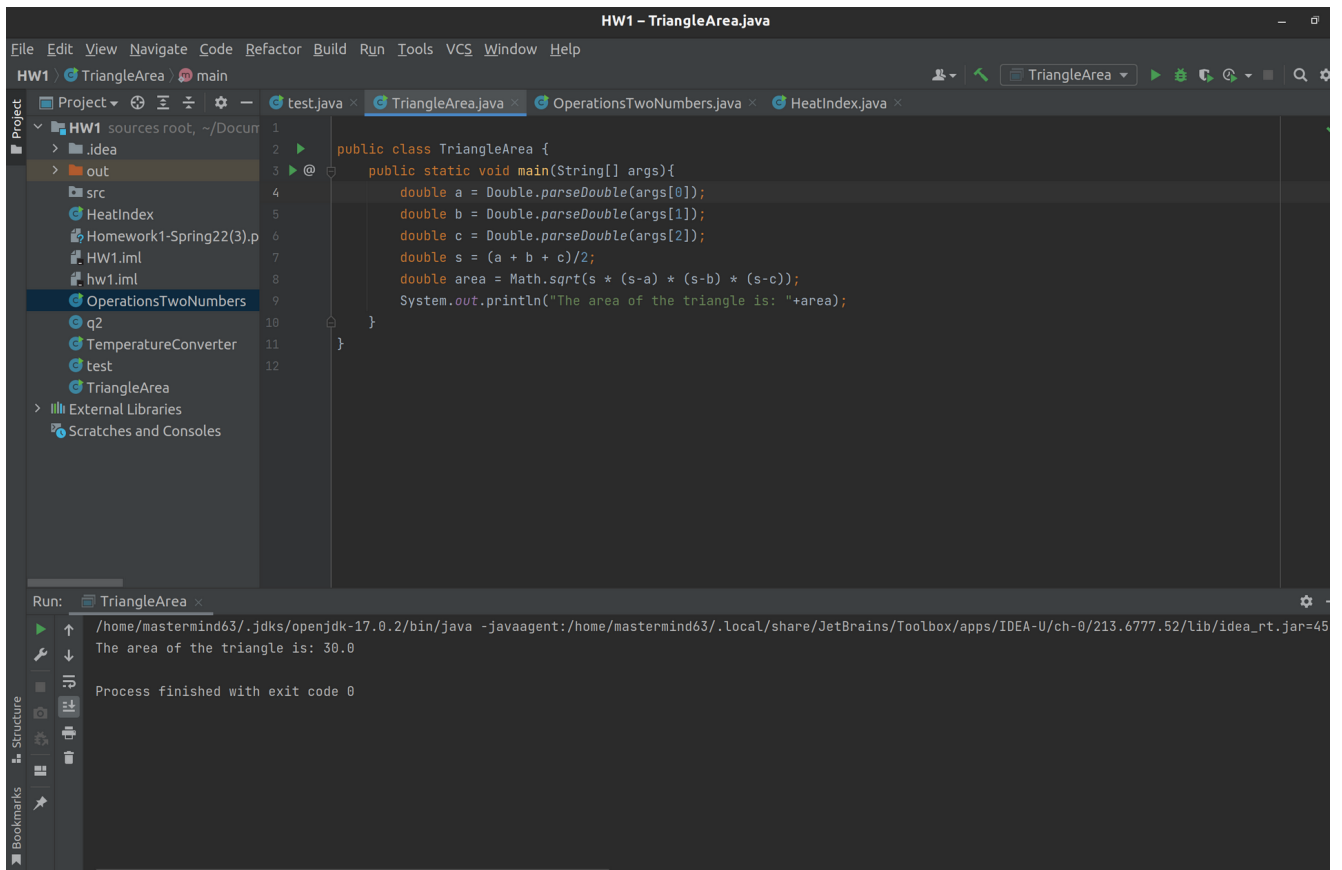 HW1 – TriangleArea.java
File Edit View Navigate Code Refactor Build Run Tools VCS Window Help
HW1 TriangleArea main
TriangleArea
Project
Project
test.java TriangleArea.java OperationsTwoNumbers.java HeatIndex.java
HW1 sources root, ~/Docum
.idea
out
src
HeatIndex
Homework1-Spring22(3).p
HW1.iml
hw1.iml
OperationsTwoNumbers
q2
TemperatureConverter
test
TriangleArea
External Libraries
Scratches and Consoles
1
2 public class TriangleArea {
3 @ public static void main(String[] args){
4 double a = Double.parseDouble(args[0]);
5 double b = Double.parseDouble(args[1]);
6 double c = Double.parseDouble(args[2]);
7 double s = (a + b + c)/2;
8 double area = Math.sqrt(s * (s-a) * (s-b) * (s-c));
9 System.out.println("The area of the triangle is: "+area);
10 }
11 }
12
Run: TriangleArea
/home/mastermind63/.jdks/openjdk-17.0.2/bin/java -javaagent:/home/mastermind63/.local/share/JetBrains/Toolbox/apps/IDEA-U/ch-0/213.6777.52/lib/idea_rt.jar=45
The area of the triangle is: 30.0
Process finished with exit code 0
Structure
Bookmarks